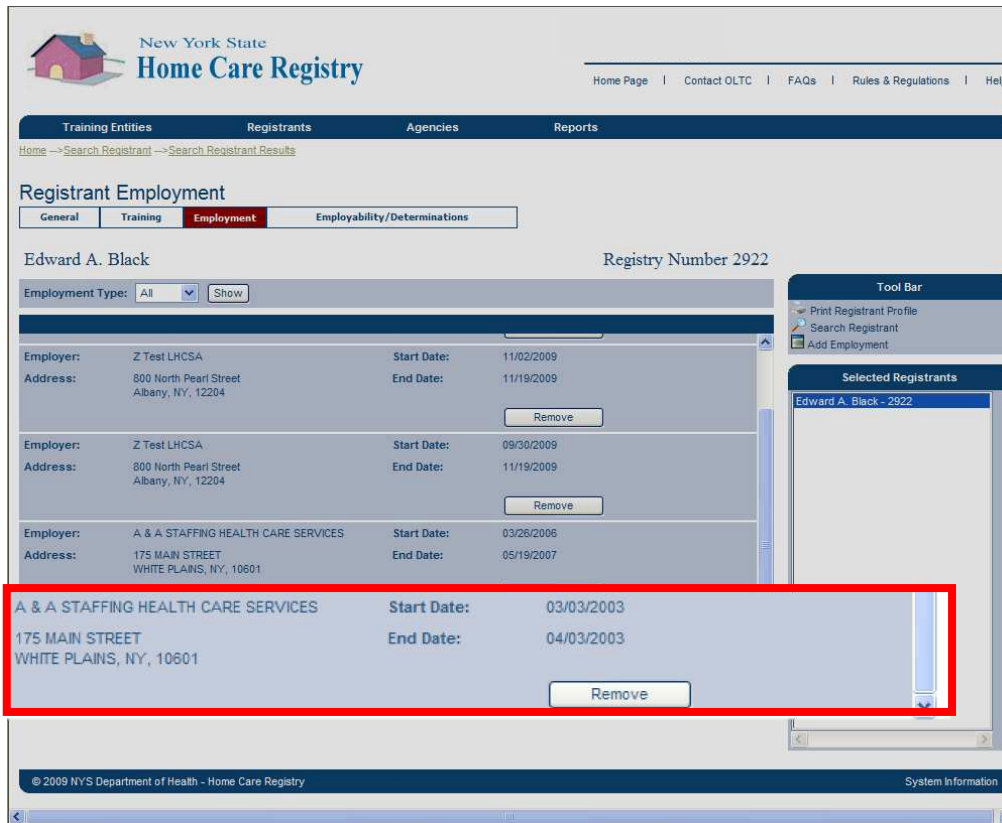 New York State
Home Care Registry
Home Page | Contact OLTC | FAQs | Rules & Regulations | Hel
Training Entities Registrants Agencies Reports
Home -->Search Registrant -->Search Registrant Results
Registrant Employment
General Training Employment Employability/Determinations
Edward A. Black Registry Number 2922
Employment Type: All Show
Tool Bar
Print Registrant Profile
Search Registrant
Add Employment
Selected Registrants
Edward A. Black - 2922
Employer: Z Test LHCSA Start Date: 11/02/2009
Address: 800 North Pearl Street End Date: 11/19/2009
Albany, NY, 12204
Remove
Employer: Z Test LHCSA Start Date: 09/30/2009
Address: 800 North Pearl Street End Date: 11/19/2009
Albany, NY, 12204
Remove
Employer: A & A STAFFING HEALTH CARE SERVICES Start Date: 03/26/2006
Address: 175 MAIN STREET End Date: 05/19/2007
WHITE PLAINS, NY, 10601
A & A STAFFING HEALTH CARE SERVICES Start Date: 03/03/2003
175 MAIN STREET End Date: 04/03/2003
WHITE PLAINS, NY, 10601
Remove
© 2009 NYS Department of Health - Home Care Registry System Information